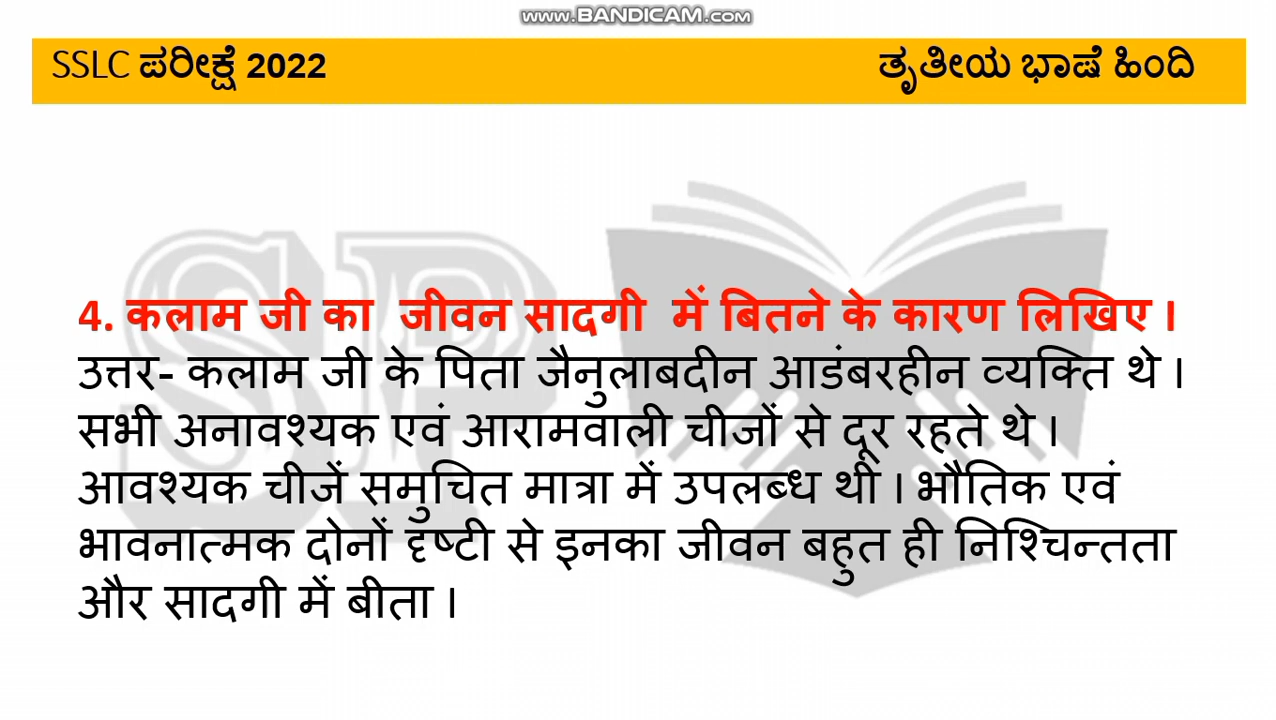 www.BANDICAM.com
SSLC ಪರೀಕ್ಷೆ 2022 ತೃತೀಯ ಭಾಷೆ ಹಿಂದಿ
SP
4. कलाम जी का जीवन सादगी में बितने के कारण लिखिए ।
उत्तर- कलाम जी के पिता जैनुलाबदीन आडंबरहीन व्यक्ति थे ।
सभी अनावश्यक एवं आरामवाली चीजों से दूर रहते थे ।
आवश्यक चीजें समुचित मात्रा में उपलब्ध थीं । भौतिक एवं
भावनात्मक दोनों दृष्टी से इनका जीवन बहुत ही निश्चिन्तता
और सादगी में बीता ।